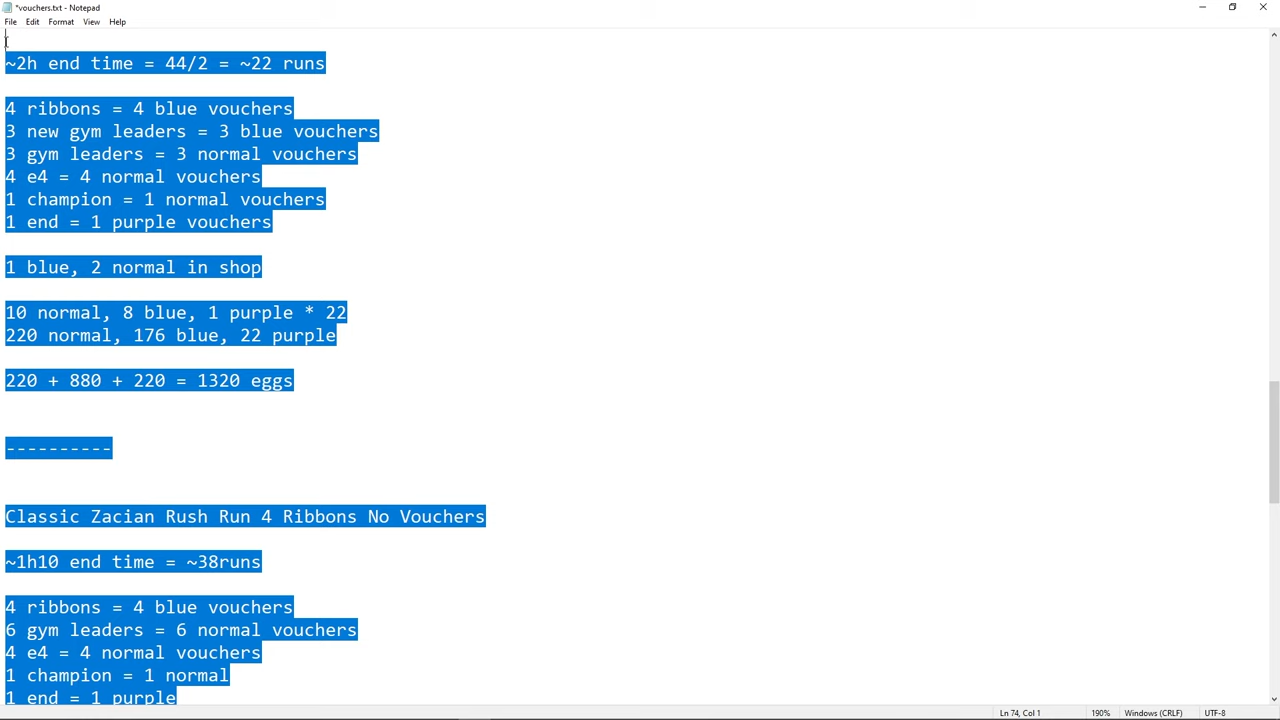 *vouchers.txt - Notepad
File Edit Format View Help
~2h end time = 44/2 = ~22 runs
4 ribbons = 4 blue vouchers
3 new gym leaders = 3 blue vouchers
3 gym leaders = 3 normal vouchers
4 e4 = 4 normal vouchers
1 champion = 1 normal vouchers
1 end = 1 purple vouchers
1 blue, 2 normal in shop
10 normal, 8 blue, 1 purple * 22
220 normal, 176 blue, 22 purple
220 + 880 + 220 = 1320 eggs
----------
Classic Zacian Rush Run 4 Ribbons No Vouchers
~1h10 end time = ~38runs
4 ribbons = 4 blue vouchers
6 gym leaders = 6 normal vouchers
4 e4 = 4 normal vouchers
1 champion = 1 normal
1 end = 1 purple
Ln 74, Col 1 190% Windows (CRLF) UTF-8